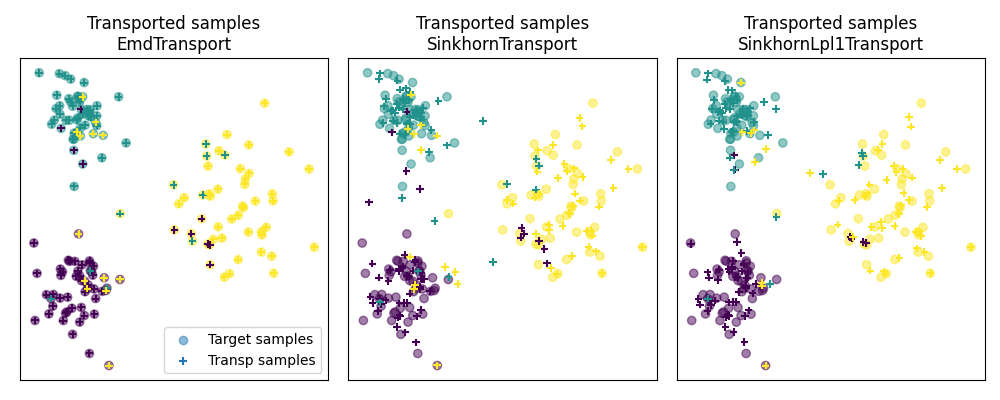 Transported samples
EmdTransport
Transported samples
SinkhornTransport
Transported samples
SinkhornLpl1Transport
Target samples
Transp samples